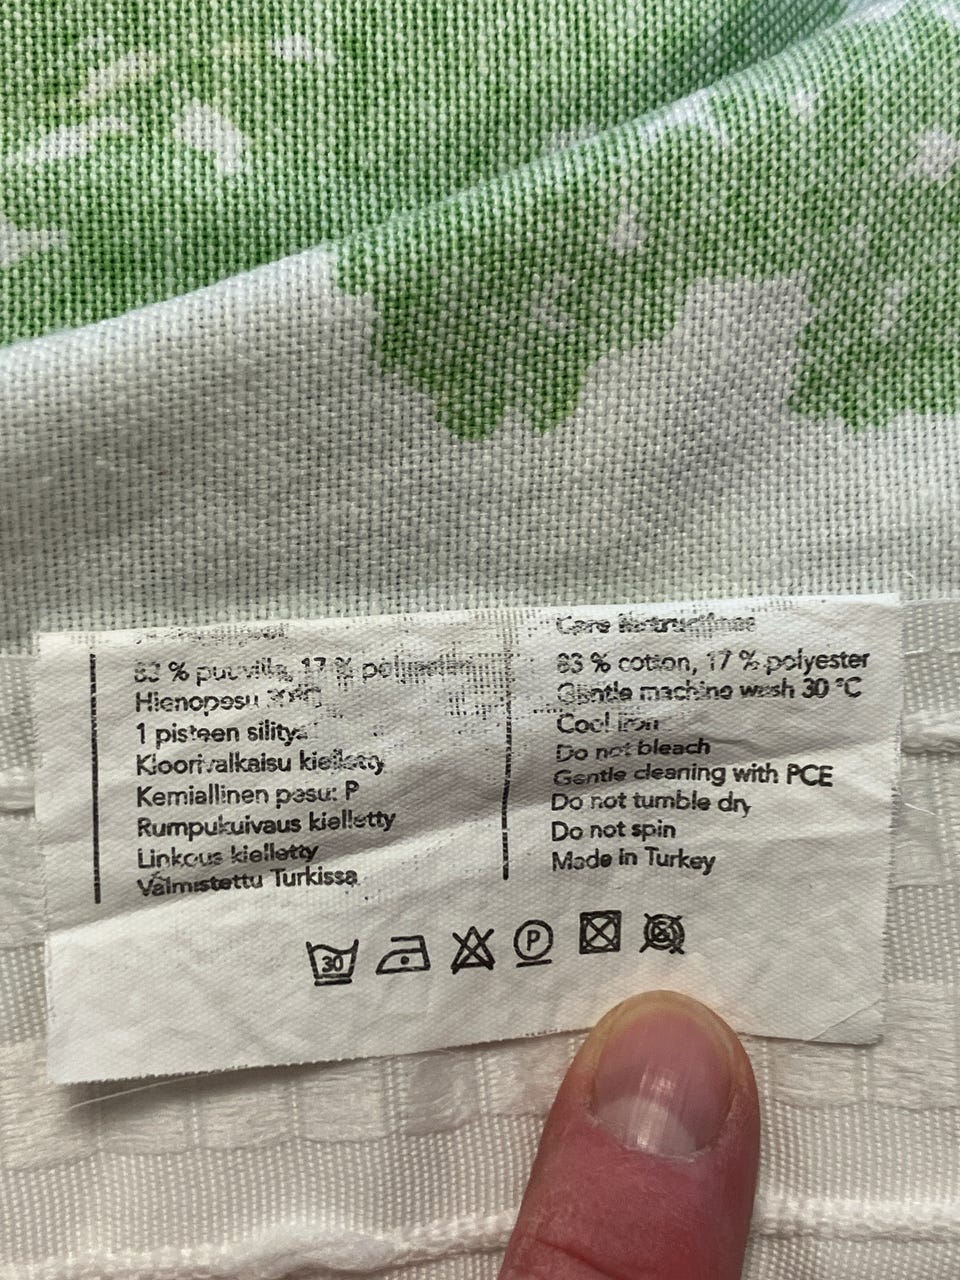 83 % puuvilla, 17 % polyesteri
Hienopesu 30°C
1 pisteen silitys
Kloorivalkaisu kielletty
Kemiallinen pesu: P
Rumpukuivaus kielletty
Linkous kielletty
Valmistettu Turkissa
Care Instructions
83 % cotton, 17 % polyester
Gentle machine wash 30 °C
Cool iron
Do not bleach
Gentle cleaning with PCE
Do not tumble dry
Do not spin
Made in Turkey
30
P